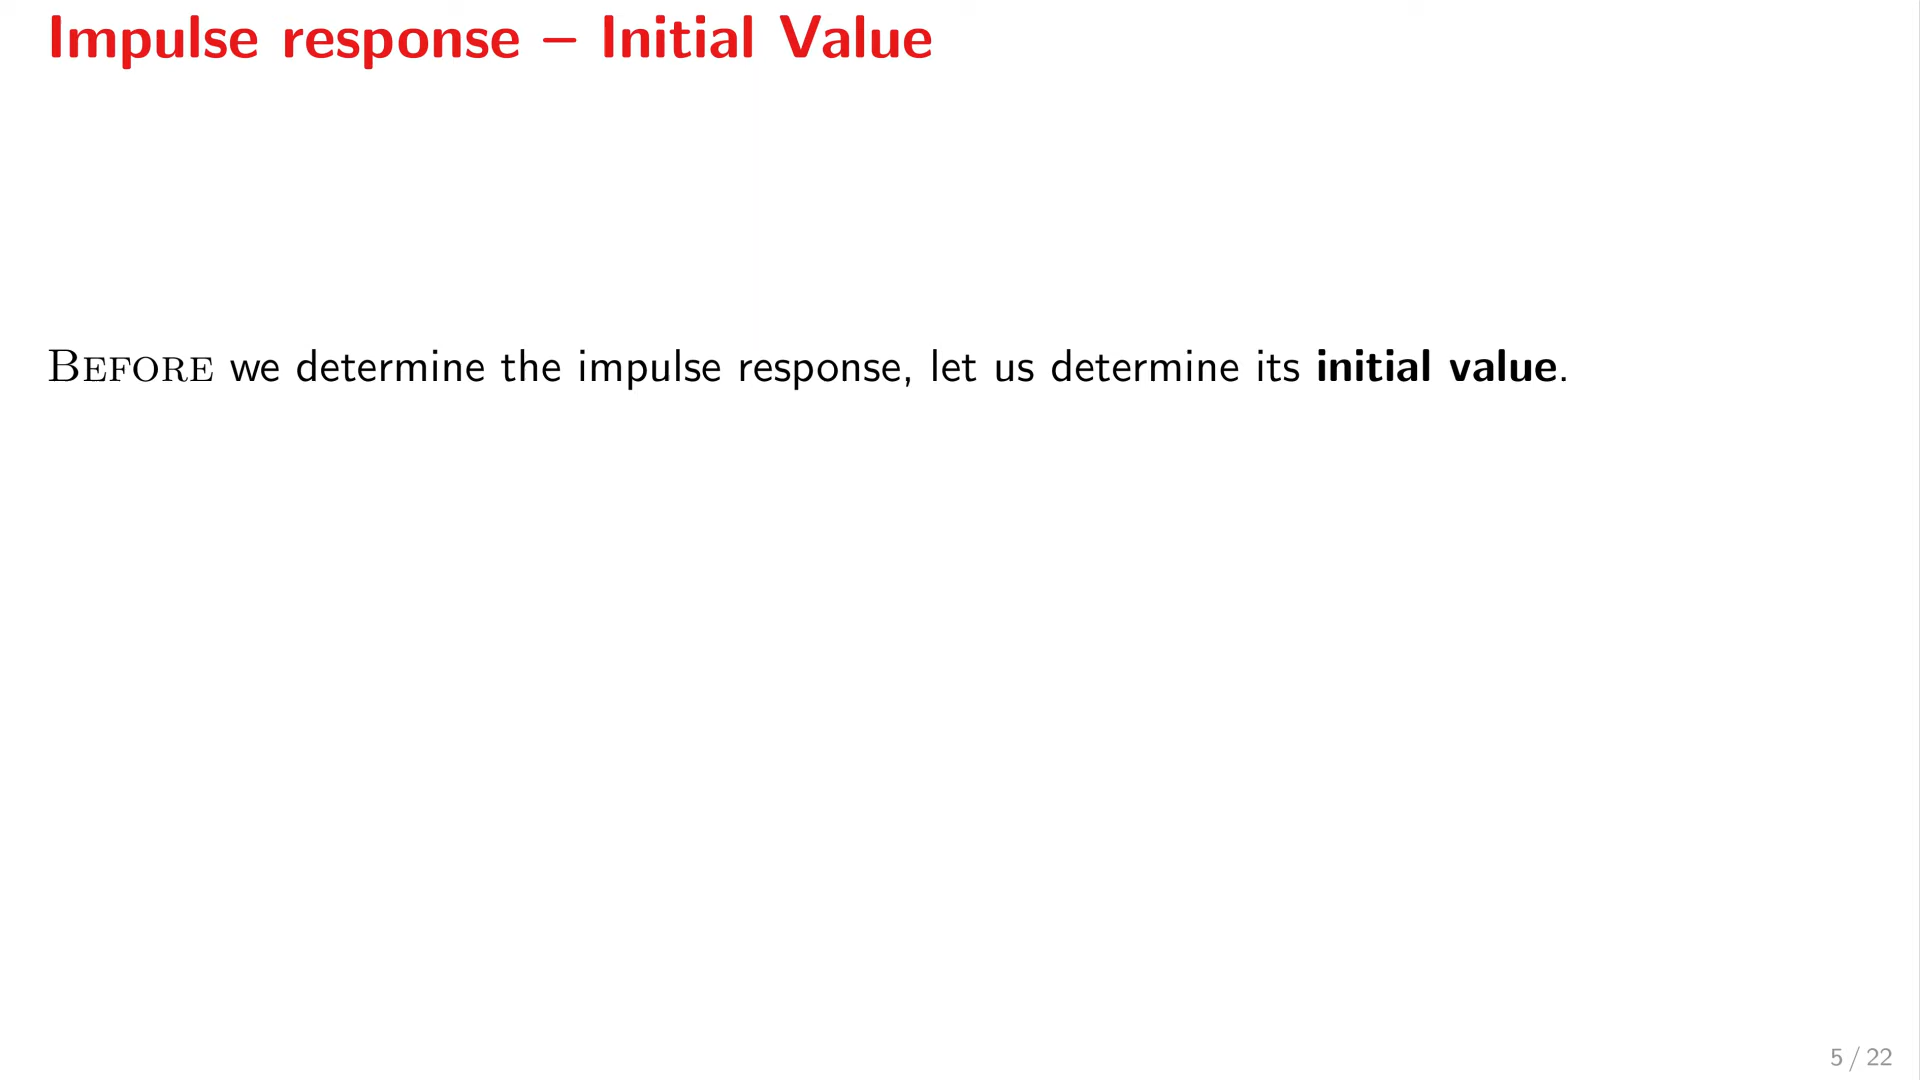 Impulse response – Initial Value
Before we determine the impulse response, let us determine its initial value.
5 / 22